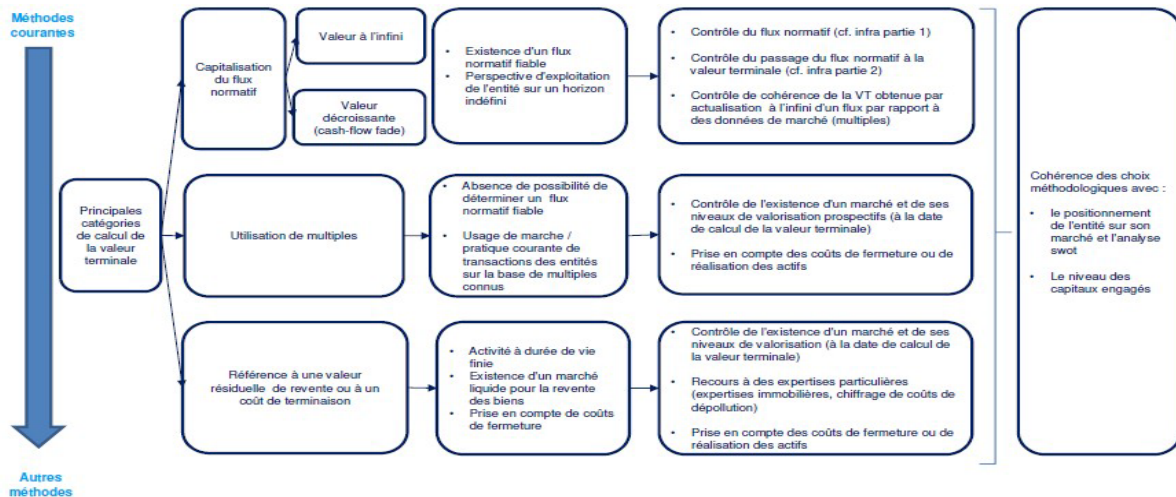 Méthodes
courantes
Capitalisation
du flux
normatif
Valeur à l'infini
Valeur
décroissante
(cash-flow fade)
• Existence d'un flux
normatif fiable
• Perspective d'exploitation
de l'entité sur un horizon
indéfini
• Contrôle du flux normatif (cf. infra partie 1)
• Contrôle du passage du flux normatif à la
valeur terminale (cf. infra partie 2)
• Contrôle de cohérence de la VT obtenue par
actualisation à l'infini d'un flux par rapport à
des données de marché (multiples)
Principales
catégories
de calcul de
la valeur
terminale
Utilisation de multiples
• Absence de possibilité de
déterminer un flux
normatif fiable
• Usage de marche /
pratique courante de
transactions des entités
sur la base de multiples
connus
• Contrôle de l'existence d'un marché et de ses
niveaux de valorisation prospectifs (à la date
de calcul de la valeur terminale)
• Prise en compte des coûts de fermeture ou de
réalisation des actifs
Référence à une valeur
résiduelle de revente ou à un
coût de terminaison
• Activité à durée de vie
finie
• Existence d'un marché
liquide pour la revente
des biens
• Prise en compte de coûts
de fermeture
• Contrôle de l'existence d'un marché et de ses
niveaux de valorisation (à la date de calcul de
la valeur terminale)
• Recours à des expertises particulières
(expertises immobilières, chiffrage de coûts de
dépollution)
• Prise en compte des coûts de fermeture ou de
réalisation des actifs
Cohérence des choix
méthodologiques avec :
• le positionnement
de l'entité sur son
marché et l'analyse
swot
• Le niveau des
capitaux engagés
Autres
méthodes